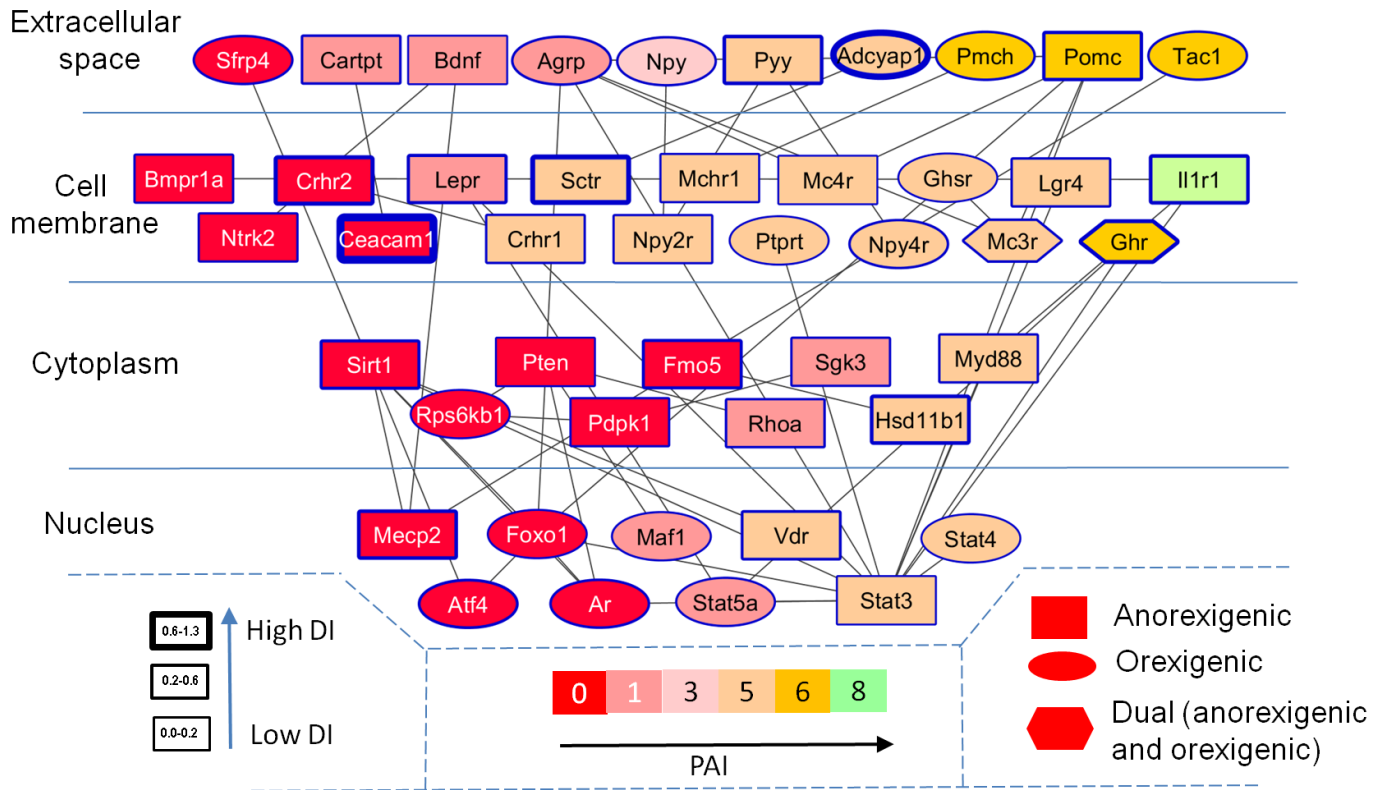 Extracellular
space
Sfrp4 Cartpt Bdnf Agrp Npy Pyy Adcyap1 Pmch Pomc Tac1
Cell
membrane
Bmpr1a Crhr2 Lepr Sctr Mchr1 Mc4r Ghsr Lgr4 Il1r1
Ntrk2 Ceacam1 Crhr1 Npy2r Ptprt Npy4r Mc3r Ghr
Cytoplasm
Sirt1 Pten Fmo5 Sgk3 Myd88
Rps6kb1 Pdpk1 Rhoa Hsd11b1
Nucleus
Mecp2 Foxo1 Maf1 Vdr Stat4
Atf4 Ar Stat5a Stat3
0.6-1.3 High DI
0.2-0.6
0.0-0.2 Low DI
0 1 3 5 6 8
PAI
Anorexigenic
Orexigenic
Dual (anorexigenic
and orexigenic)